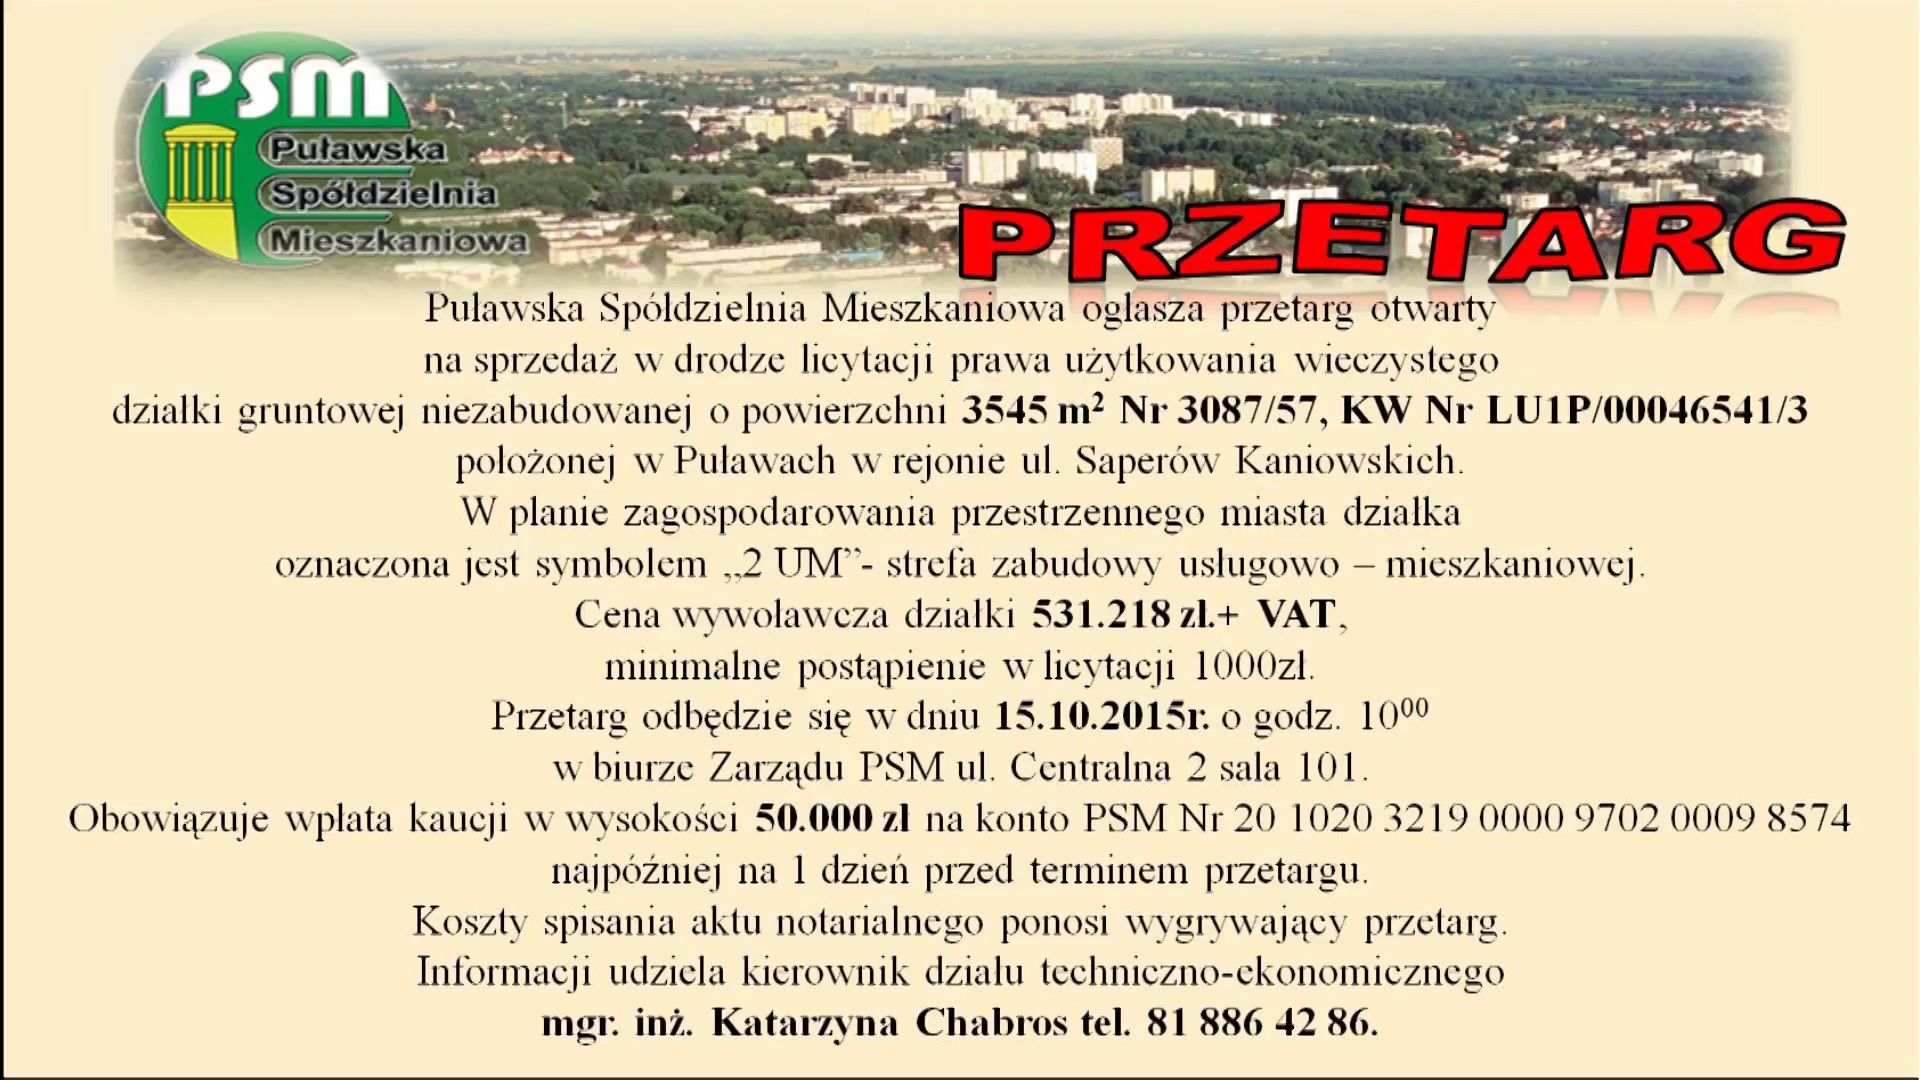 PSM
Puławska
Spółdzielnia
Mieszkaniowa
PRZETARG
Puławska Spółdzielnia Mieszkaniowa ogłasza przetarg otwarty
na sprzedaż w drodze licytacji prawa użytkowania wieczystego
działki gruntowej niezabudowanej o powierzchni 3545 m² Nr 3087/57, KW Nr LU1P/00046541/3
położonej w Puławach w rejonie ul. Saperów Kaniowskich.
W planie zagospodarowania przestrzennego miasta działka
oznaczona jest symbolem „2 UM”- strefa zabudowy usługowo – mieszkaniowej.
Cena wywoławcza działki 531.218 zł.+ VAT,
minimalne postąpienie w licytacji 1000zł.
Przetarg odbędzie się w dniu 15.10.2015r. o godz. 10⁰⁰
w biurze Zarządu PSM ul. Centralna 2 sala 101.
Obowiązuje wpłata kaucji w wysokości 50.000 zł na konto PSM Nr 20 1020 3219 0000 9702 0009 8574
najpóźniej na 1 dzień przed terminem przetargu.
Koszty spisania aktu notarialnego ponosi wygrywający przetarg.
Informacji udziela kierownik działu techniczno-ekonomicznego
mgr. inż. Katarzyna Chabros tel. 81 886 42 86.